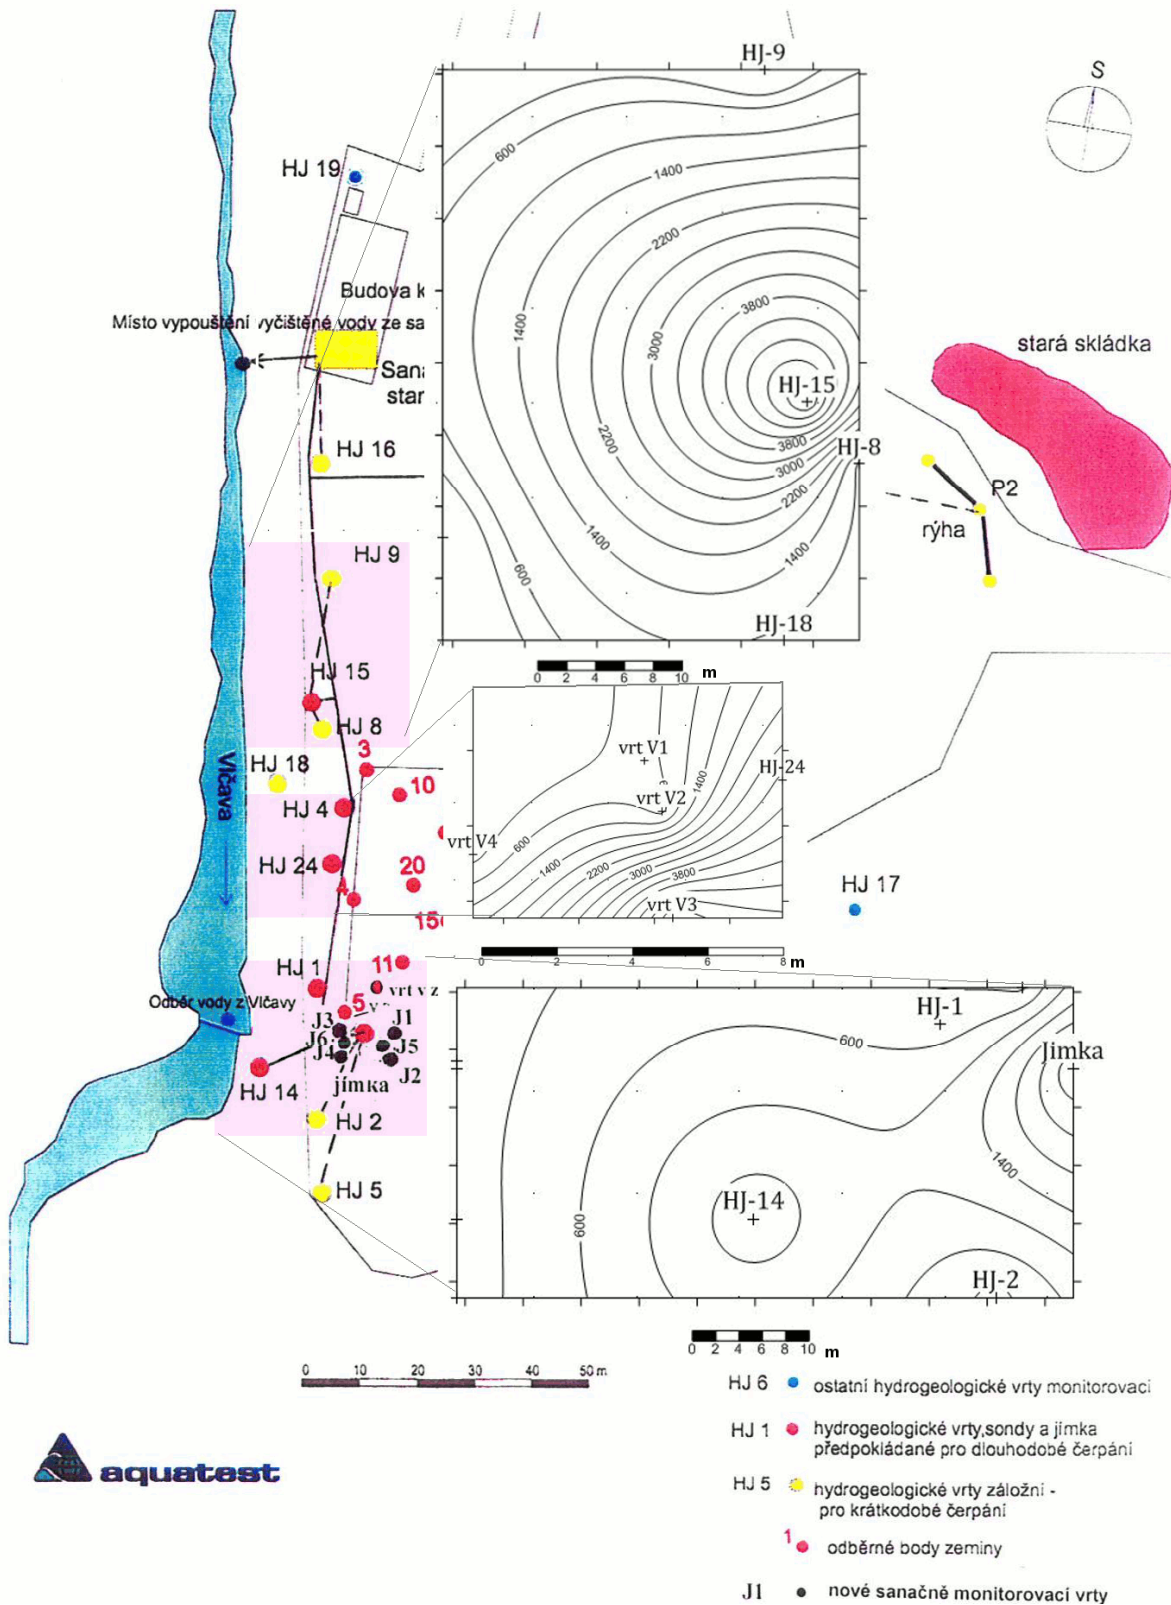 HJ-9
S
HJ 19
600
1400
2200
Budova k
Místo vypouštění vyčištěné vody ze sa
3800
1400
3000
stará skládka
Sana
stan
HJ-15
HJ 16
2200
3800
HJ-8
3000
2200
P2
rýha
HJ 9
1400
1400
600
HJ-18
HJ 15
0 2 4 6 8 10 m
HJ 8
vrt V1
3
HJ 18
Vlčava
10
HJ-24
1400
HJ 4
vrt V2
vrt V4
600
HJ 24
20
1400
2200
3000
3800
HJ 17
4
vrt V3
150
0 2 4 6 8 m
11
HJ 1
HJ-1
Odběr vody z Vlčavy
5
J3
J1
600
J6
J5
Jímka
J4
J2
jímka
HJ 14
HJ 2
1400
HJ-14
HJ 5
600
HJ-2
0 2 4 6 8 10 m
0 10 20 30 40 50 m
HJ 6 ostatní hydrogeologické vrty monitorovací
HJ 1 hydrogeologické vrty,sondy a jímka
předpokládané pro dlouhodobé čerpání
aquatest
HJ 5 hydrogeologické vrty záložní -
pro krátkodobé čerpání
1 odběrné body zeminy
J1 nové sanačně monitorovací vrty